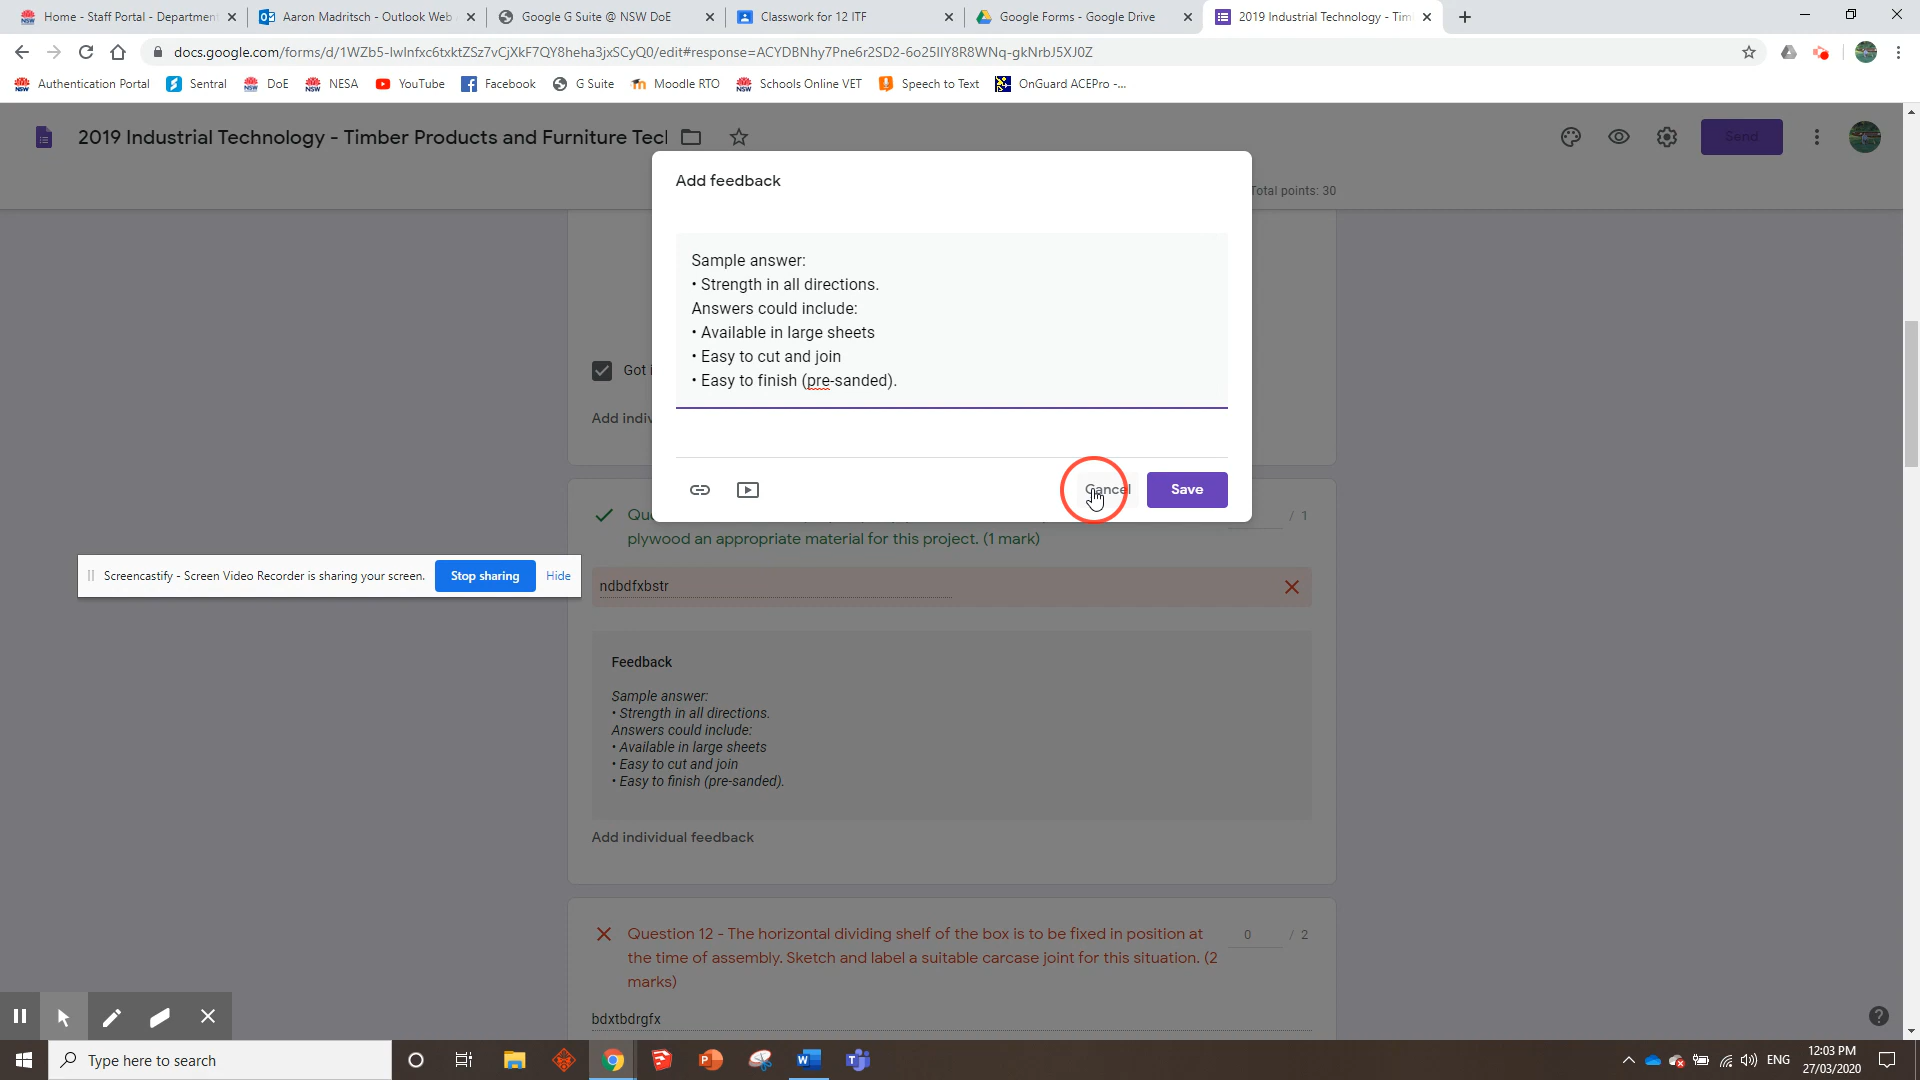 Home - Staff Portal - Department
Aaron Madritsch - Outlook Web
Google G Suite @ NSW DoE
Classwork for 12 ITF
Google Forms - Google Drive
2019 Industrial Technology - Tim
docs.google.com/forms/d/1WZb5-IwInfxc6txktZSz7vCjXkF7QY8heha3jxSCyQ0/edit#response=ACYDBNhy7Pne6r2SD2-6o25IIY8R8WNq-gkNrbJ5XJ0Z
Authentication Portal
Sentral
DoE
NESA
YouTube
Facebook
G Suite
Moodle RTO
Schools Online VET
Speech to Text
OnGuard ACEPro -...
2019 Industrial Technology - Timber Products and Furniture Tecl
Send
Total points: 30
Add feedback
Sample answer:
• Strength in all directions.
Answers could include:
• Available in large sheets
• Easy to cut and join
• Easy to finish (pre-sanded).
Got i
Add indiv
Cancel
Save
Qu
/ 1
plywood an appropriate material for this project. (1 mark)
Screencastify - Screen Video Recorder is sharing your screen.
Stop sharing
Hide
ndbdfxbstr
Feedback
Sample answer:
• Strength in all directions.
Answers could include:
• Available in large sheets
• Easy to cut and join
• Easy to finish (pre-sanded).
Add individual feedback
Question 12 - The horizontal dividing shelf of the box is to be fixed in position at
0 / 2
the time of assembly. Sketch and label a suitable carcase joint for this situation. (2
marks)
bdxtbdrgfx
Type here to search
ENG
12:03 PM
27/03/2020